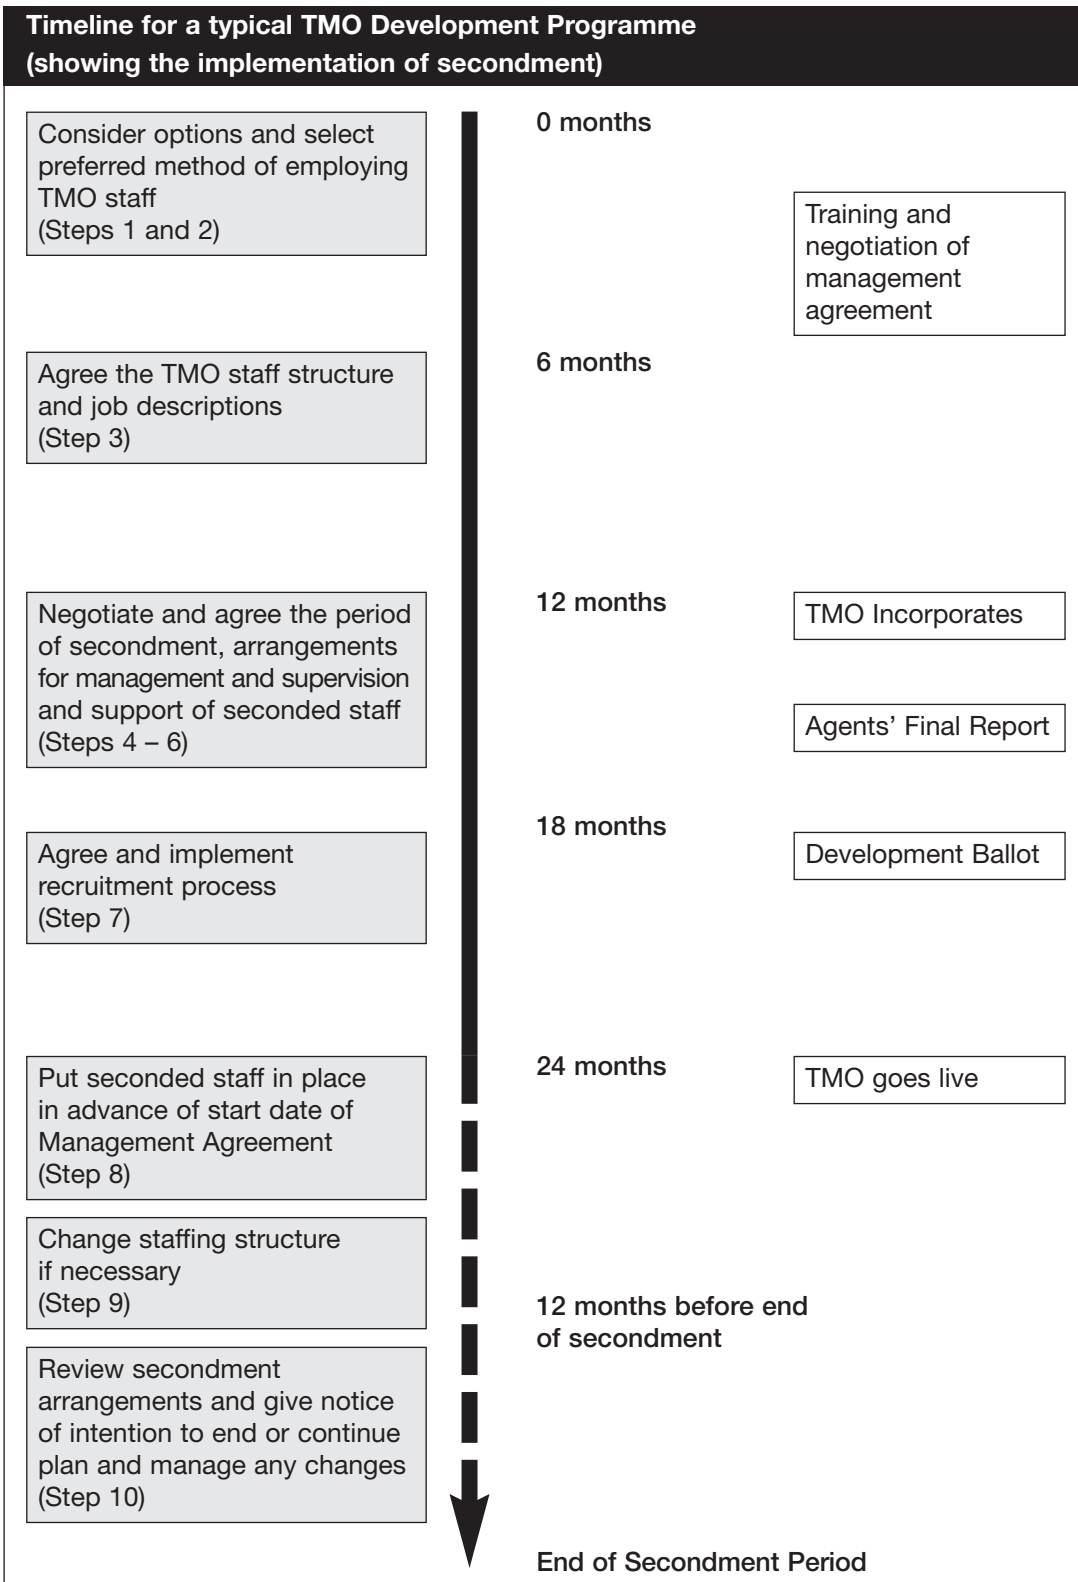 Timeline for a typical TMO Development Programme
(showing the implementation of secondment)
Consider options and select
preferred method of employing
TMO staff
(Steps 1 and 2)
0 months
Training and
negotiation of
management
agreement
Agree the TMO staff structure
and job descriptions
(Step 3)
6 months
Negotiate and agree the period
of secondment, arrangements
for management and supervision
and support of seconded staff
(Steps 4 – 6)
12 months
TMO Incorporates
Agents’ Final Report
18 months
Agree and implement
recruitment process
(Step 7)
Development Ballot
Put seconded staff in place
in advance of start date of
Management Agreement
(Step 8)
24 months
TMO goes live
Change staffing structure
if necessary
(Step 9)
12 months before end
of secondment
Review secondment
arrangements and give notice
of intention to end or continue
plan and manage any changes
(Step 10)
End of Secondment Period